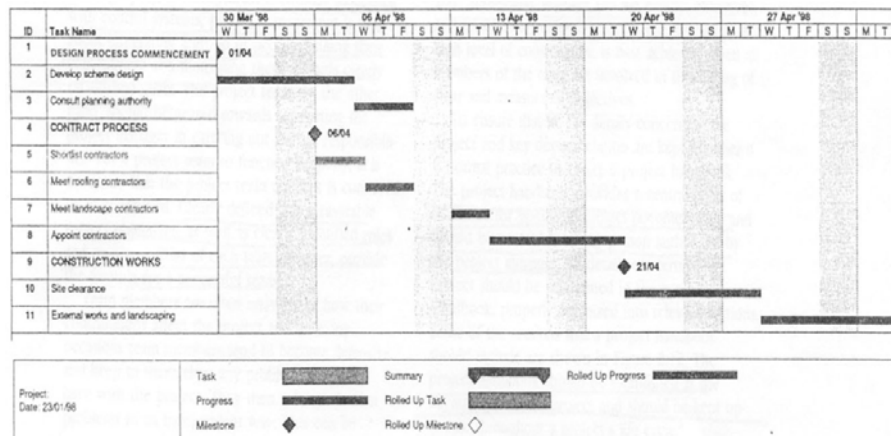 30 Mar '98 06 Apr '98 13 Apr '98 20 Apr '98 27 Apr '98
ID Task Name W T F S S M T W T F S S M T W T F S S M T W T F S S M T W T F S S M T
1 DESIGN PROCESS COMMENCEMENT 01/04
2 Develop scheme design
3 Consult planning authority
4 CONTRACT PROCESS 06/04
5 Shortlist contractors
6 Meet roofing contractors
7 Meet landscape contractors
8 Appoint contractors
9 CONSTRUCTION WORKS 21/04
10 Site clearance
11 External works and landscaping
Project:
Date: 23/01/98
Task Summary Rolled Up Progress
Progress Rolled Up Task
Milestone Rolled Up Milestone